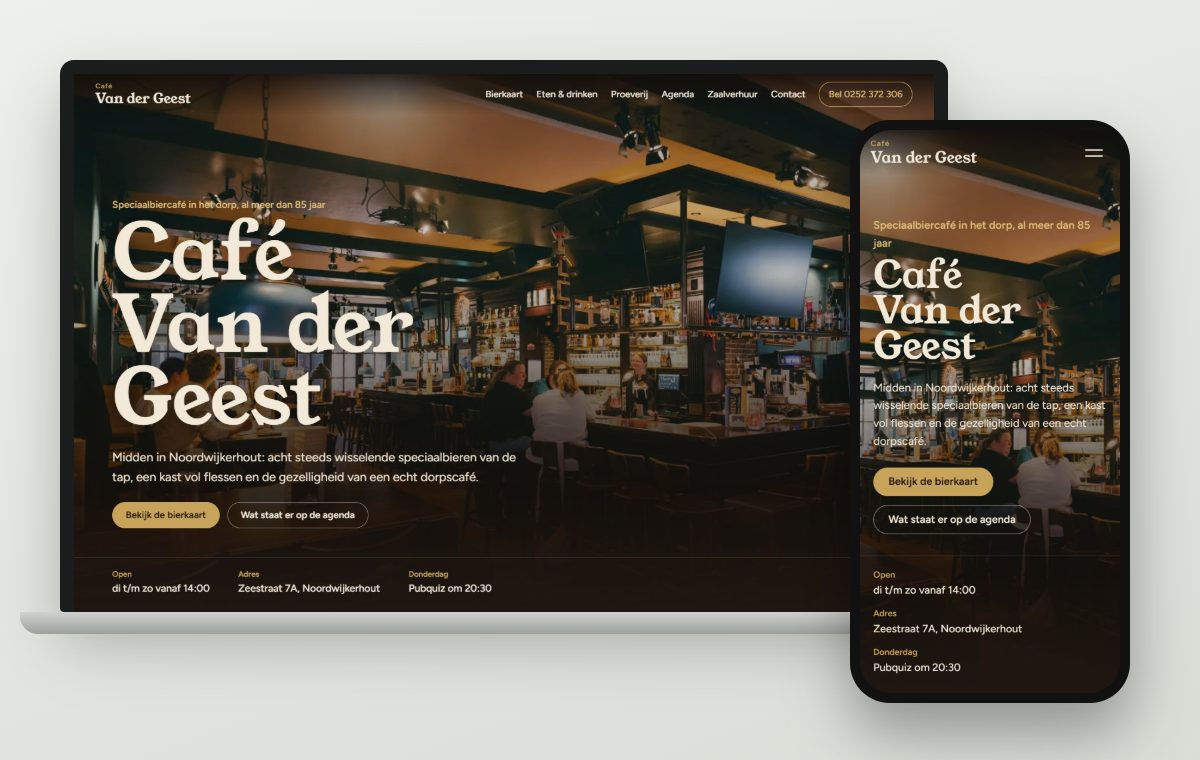 Café
Van der Geest
Bierkaart
Eten & drinken
Proeverij
Agenda
Zaalverhuur
Contact
Bel 0252 372 306
Speciaalbiercafé in het dorp, al meer dan 85 jaar
Café
Van der
Geest
Midden in Noordwijkerhout: acht steeds wisselende speciaalbieren van de
tap, een kast vol flessen en de gezelligheid van een echt dorpscafé.
Bekijk de bierkaart
Wat staat er op de agenda
Open
di t/m zo vanaf 14:00
Adres
Zeestraat 7A, Noordwijkerhout
Donderdag
Pubquiz om 20:30
Café
Van der Geest
Speciaalbiercafé in het dorp, al meer dan 85
jaar
Café
Van der
Geest
Midden in Noordwijkerhout: acht steeds
wisselende speciaalbieren van de tap, een kast
vol flessen en de gezelligheid van een echt
dorpscafé.
Bekijk de bierkaart
Wat staat er op de agenda
Open
di t/m zo vanaf 14:00
Adres
Zeestraat 7A, Noordwijkerhout
Donderdag
Pubquiz om 20:30